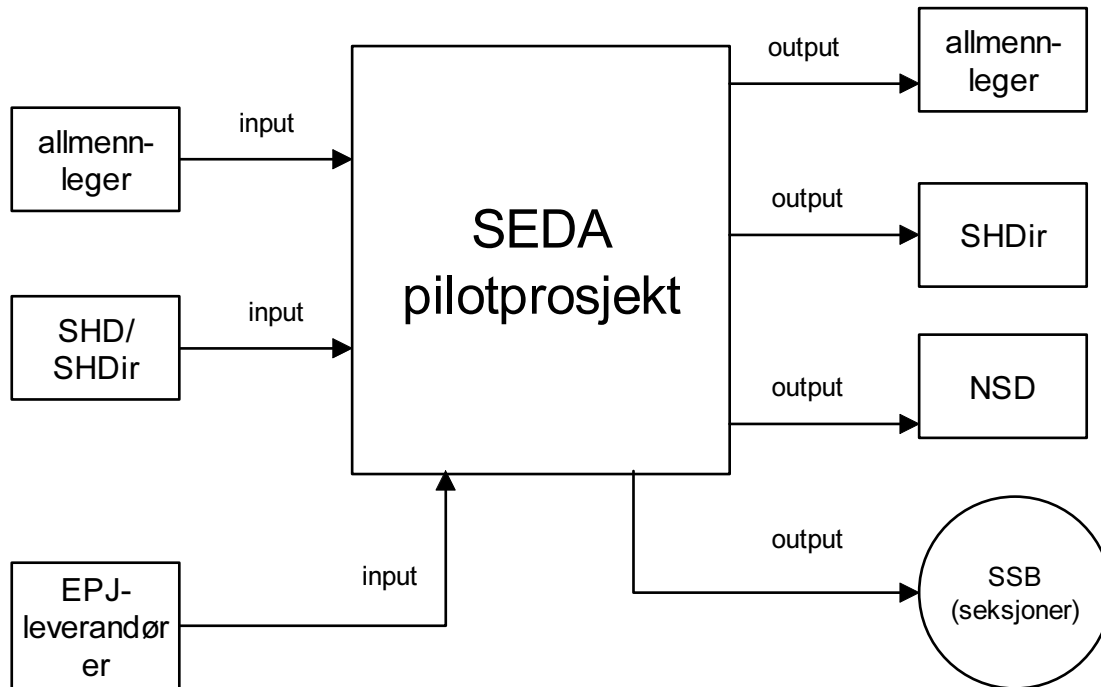 allmenn-
leger
input
SHD/
SHDir
input
EPJ-
leverandør
er
input
SEDA
pilotprosjekt
output
allmenn-
leger
output
SHDir
output
NSD
output
SSB
(seksjoner)